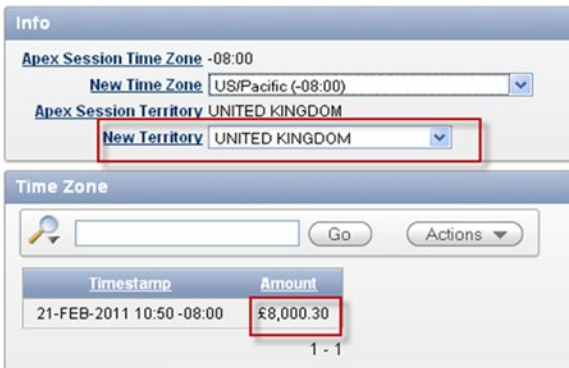 Info
Apex Session Time Zone -08:00
New Time Zone US/Pacific (-08:00)
Apex Session Territory UNITED KINGDOM
New Territory UNITED KINGDOM
Time Zone
Go Actions
Timestamp Amount
21-FEB-2011 10:50 -08:00 £8,000.30
1 - 1